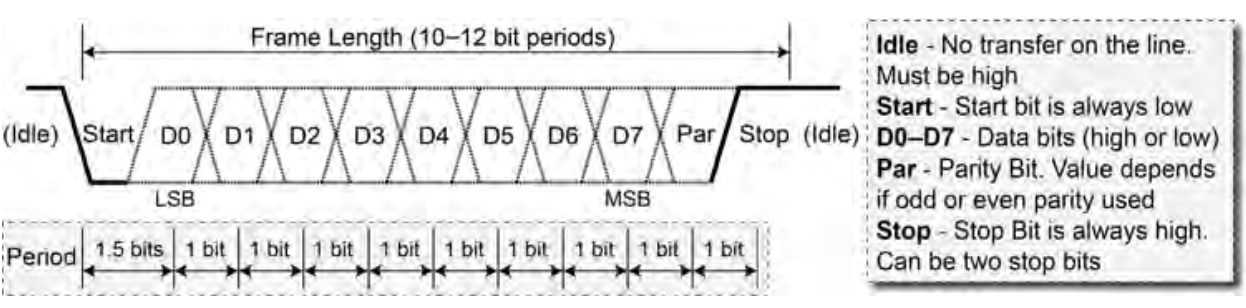 Frame Length (10–12 bit periods)
(Idle) Start D0 D1 D2 D3 D4 D5 D6 D7 Par Stop (Idle)
LSB MSB
Period 1.5 bits 1 bit 1 bit 1 bit 1 bit 1 bit 1 bit 1 bit 1 bit 1 bit
Idle - No transfer on the line.
Must be high
Start - Start bit is always low
D0–D7 - Data bits (high or low)
Par - Parity Bit. Value depends
if odd or even parity used
Stop - Stop Bit is always high.
Can be two stop bits